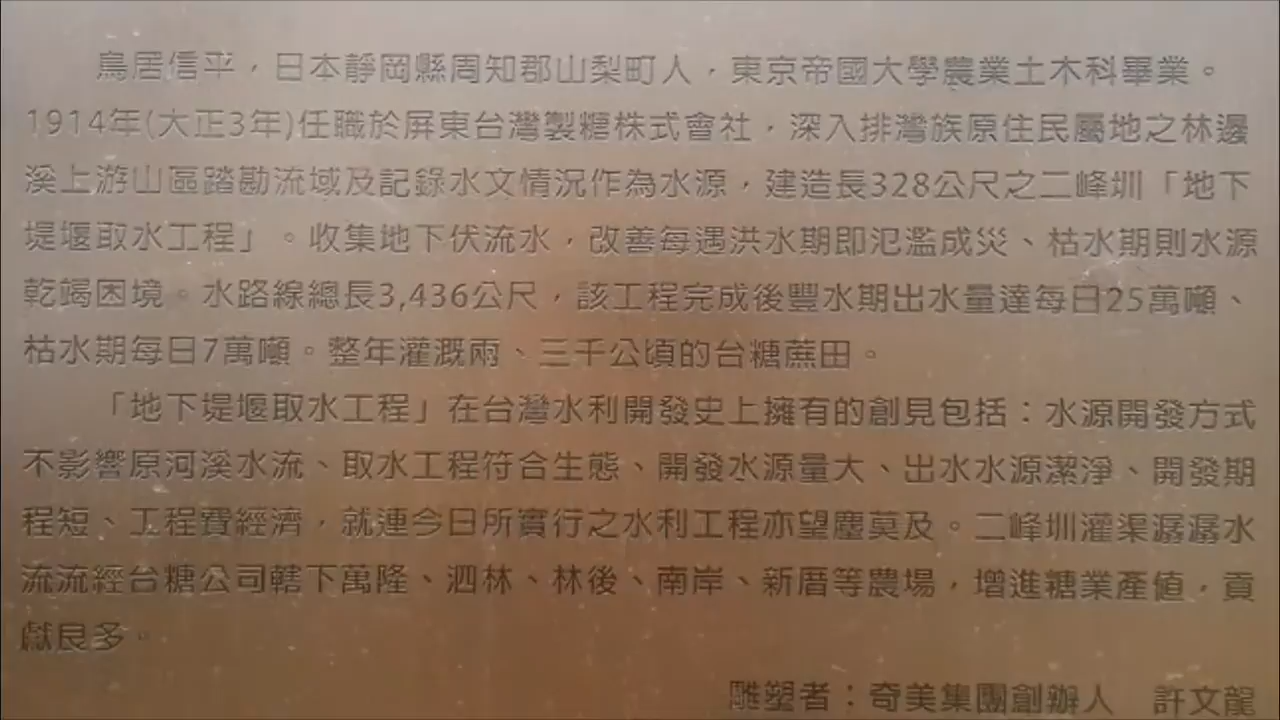 鳥居信平，日本靜岡縣周知郡山梨町人，東京帝國大學農業土木科畢業。
1914年(大正3年)任職於屏東台灣製糖株式會社，深入排灣族原住民屬地之林邊
溪上游山區踏勘流域及記錄水文情況作為水源，建造長328公尺之二峰圳「地下
堤堰取水工程」。收集地下伏流水，改善每遇洪水期即氾濫成災、枯水期則水源
乾竭困境。水路線總長3,436公尺，該工程完成後豐水期出水量達每日25萬噸、
枯水期每日7萬噸。整年灌溉兩、三千公頃的台糖蔗田。
「地下堤堰取水工程」在台灣水利開發史上擁有的創見包括：水源開發方式
不影響原河溪水流、取水工程符合生態、開發水源量大、出水水源潔淨、開發期
程短、工程費經濟，就連今日所實行之水利工程亦望塵莫及。二峰圳灌渠潺潺水
流流經台糖公司轄下萬隆、泗林、林後、南岸、新厝等農場，增進糖業產值，貢
獻良多。
雕塑者：奇美集團創辦人　許文龍